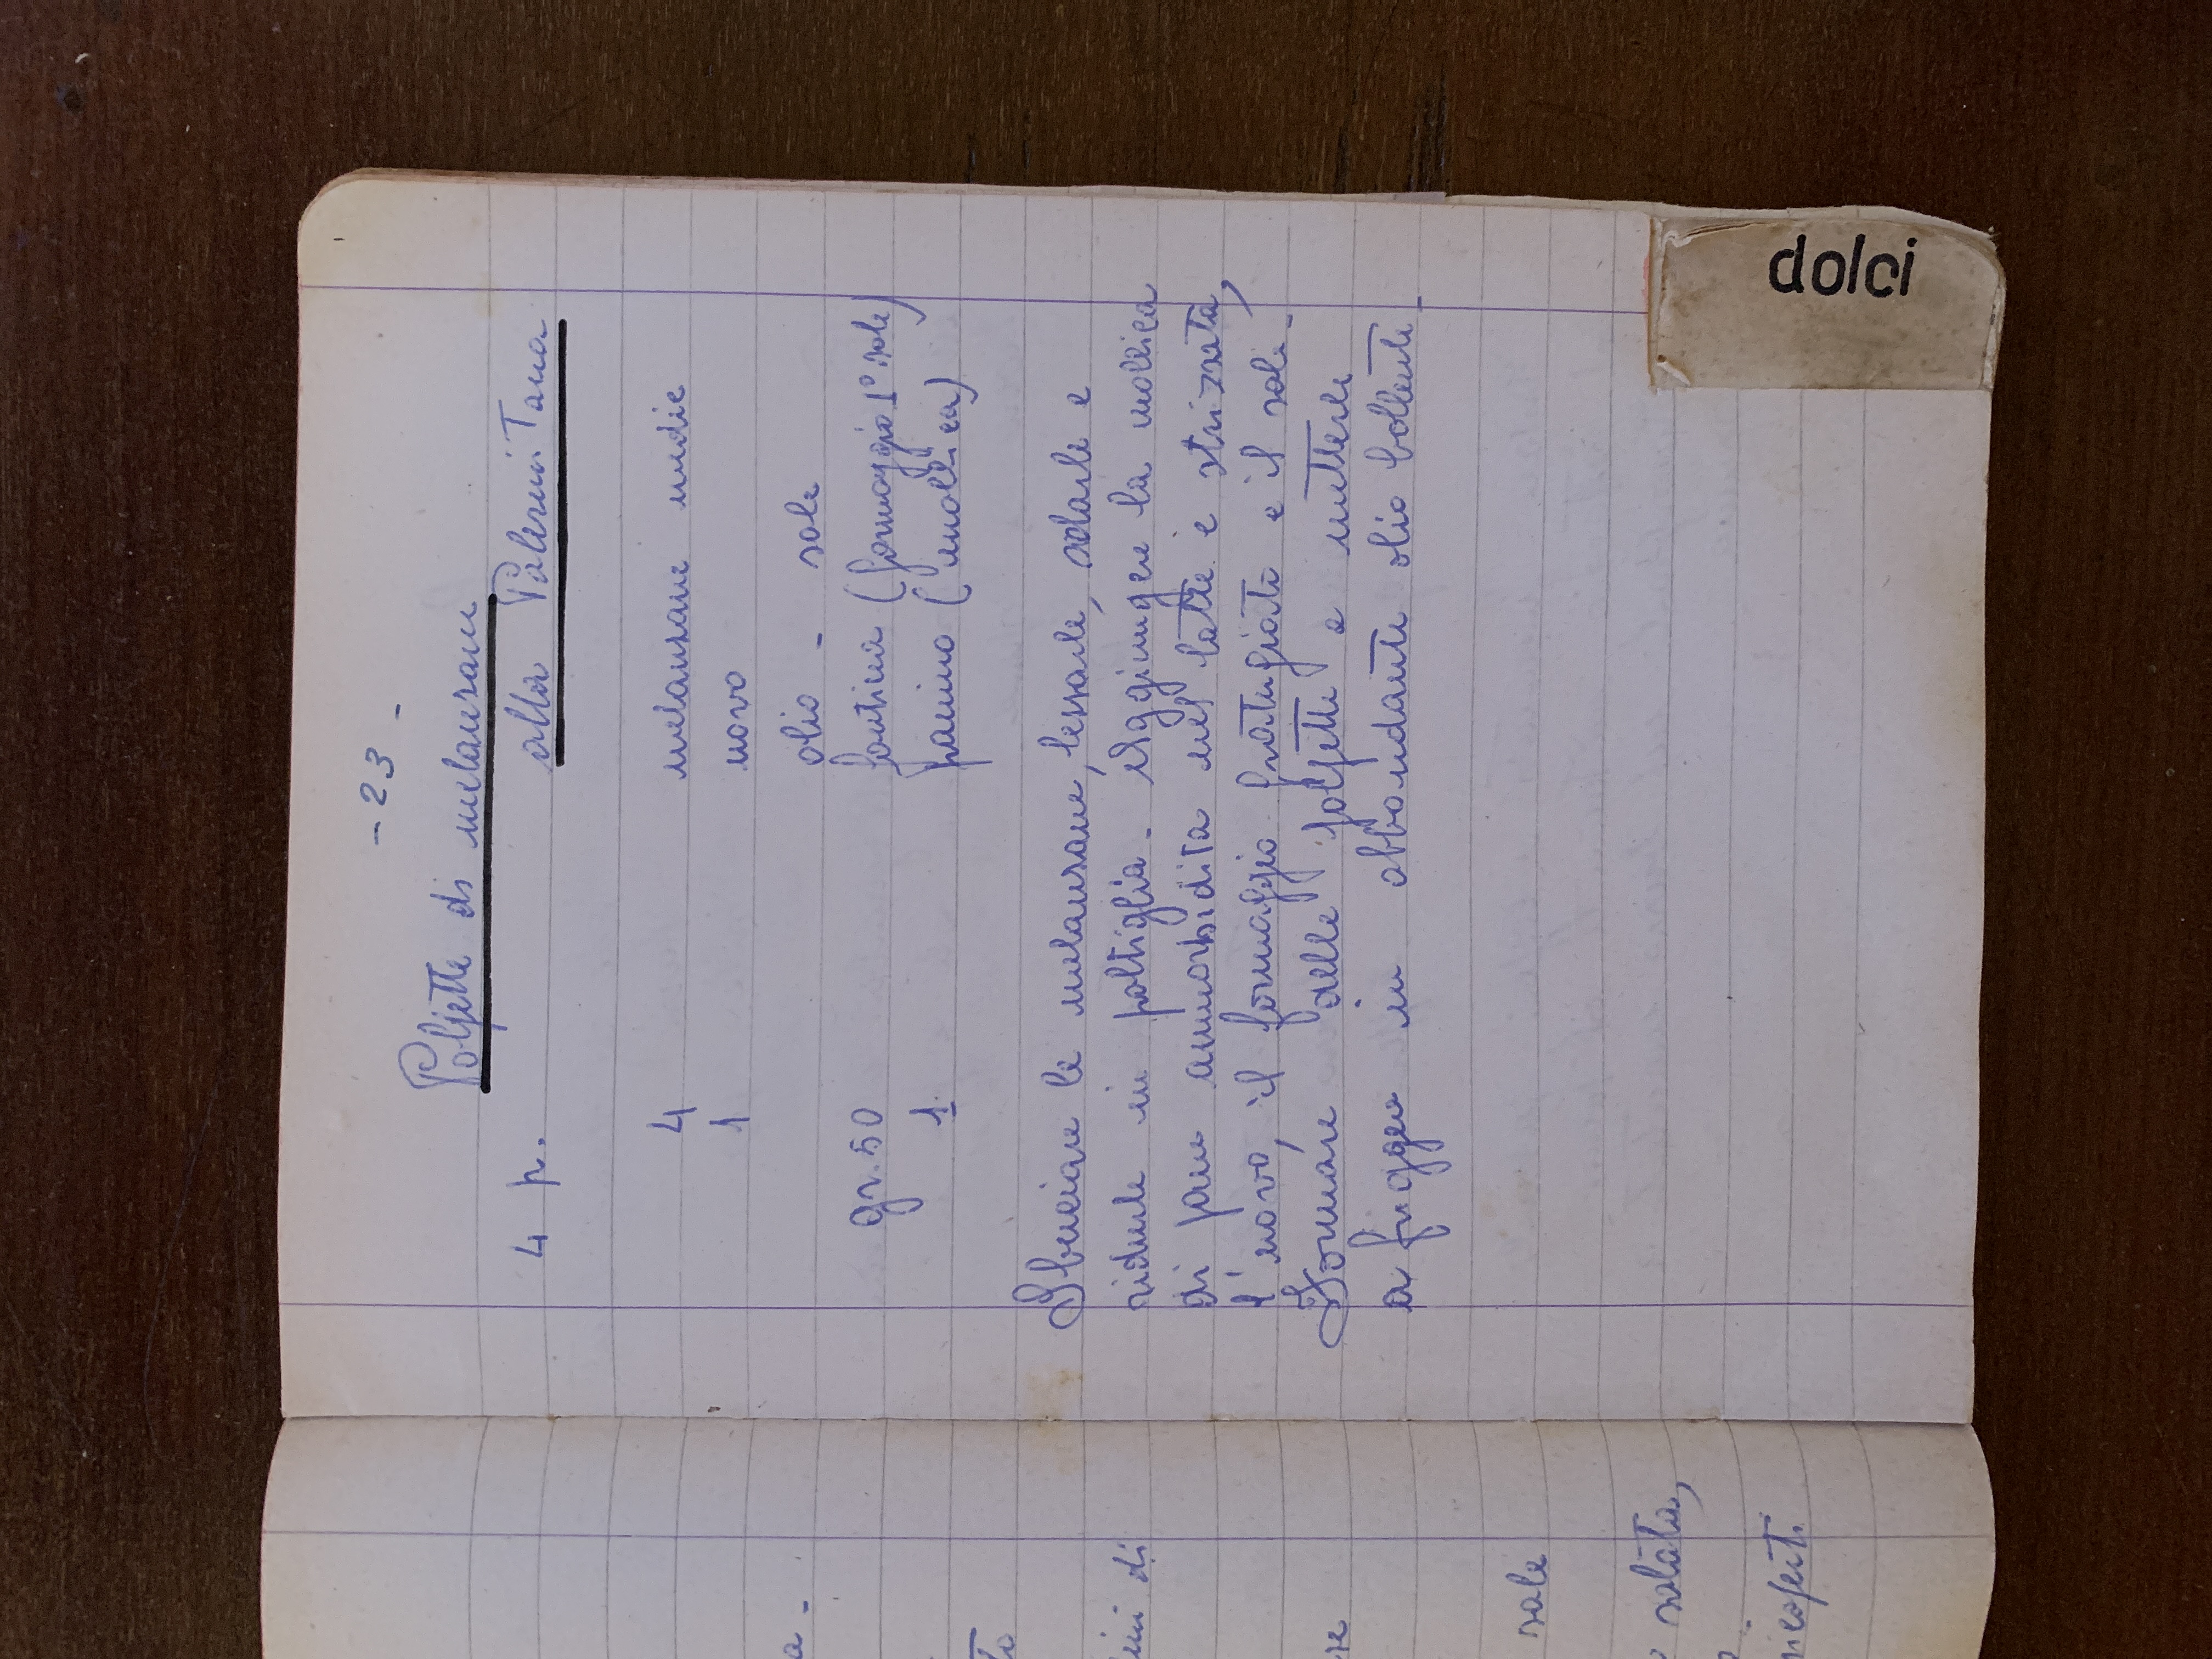 a -
to
ini di
re
sale
salata,
ricoperti
- 23 -
Polpette di melanzane
4 p. alla Palermitana
4 melanzane medie
1 uovo
olio - sale
gr. 50 fontina (formaggio 1° sale)
1 panino (mollica)
Sbucciare le melanzane, lessarle, salarle e
ridurle in poltiglia - Aggiungere la mollica
di pane ammorbidita nel latte e strizzata,
l'uovo, il formaggio grattugiato e il sale -
Formare delle polpette e metterle
a friggere in abbondante olio bollente -
dolci